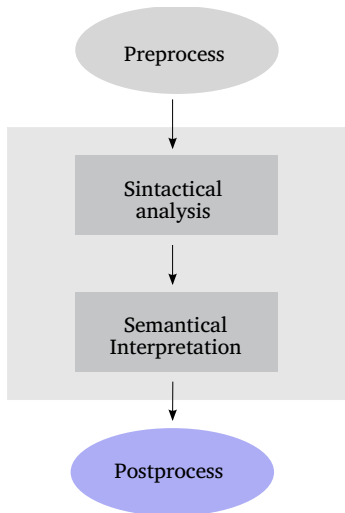 Preprocess
Sintactical
analysis
Semantical
Interpretation
Postprocess